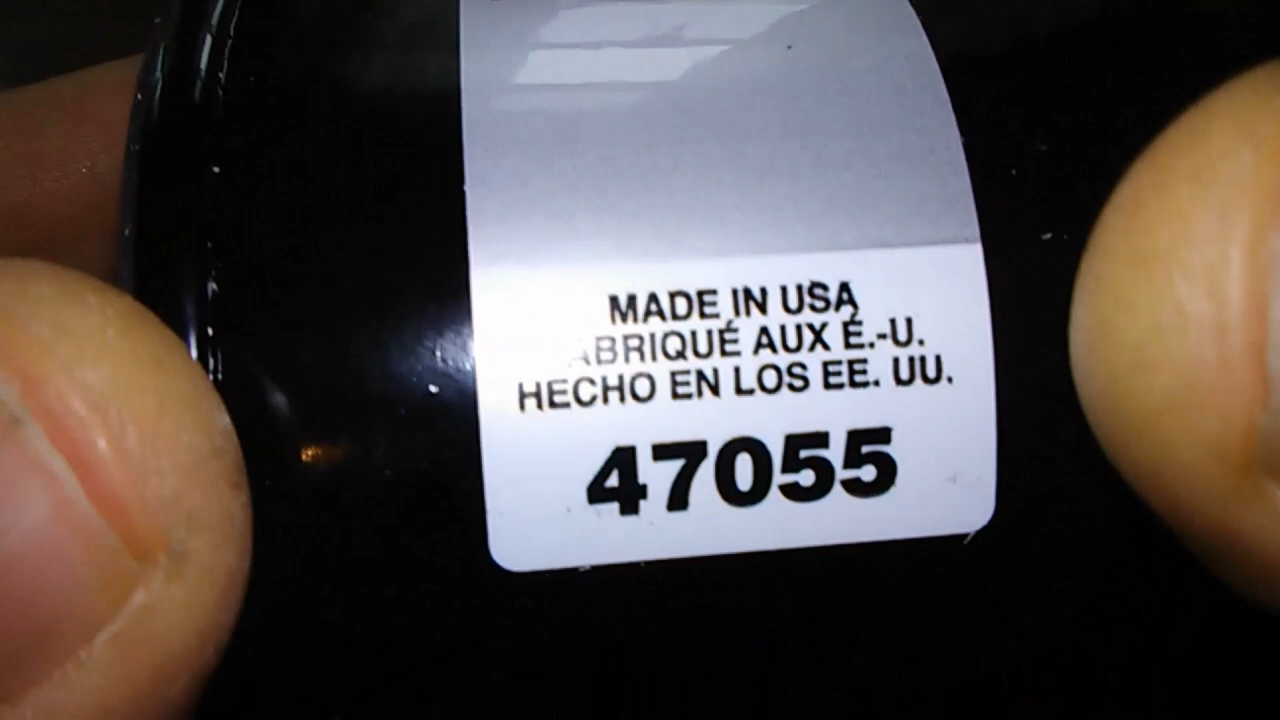 MADE IN USA
ABRIQUÉ AUX É.-U.
HECHO EN LOS EE. UU.
47055